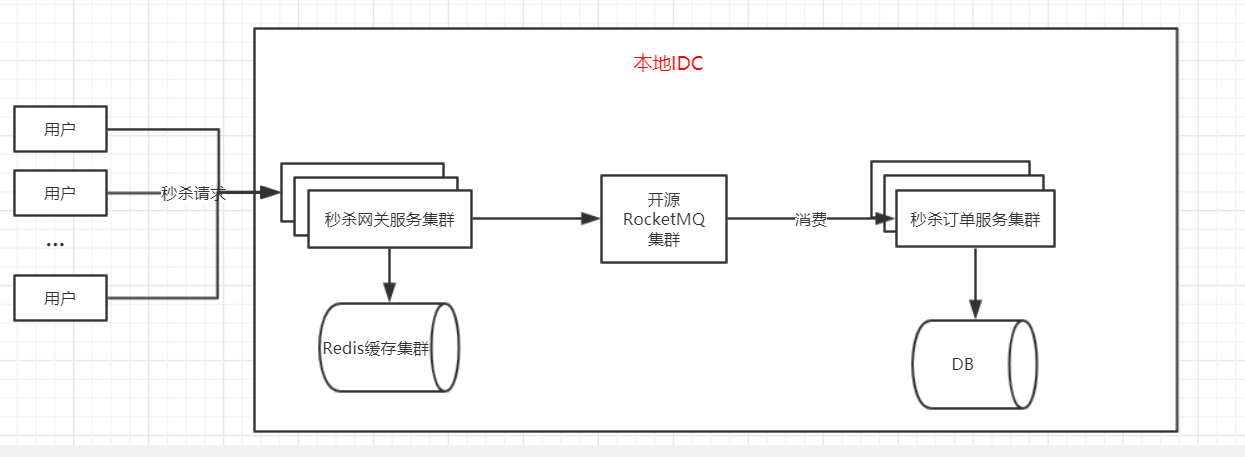 本地IDC
用户
用户
...
用户
秒杀请求
秒杀网关服务集群
Redis缓存集群
开源
RocketMQ
集群
消费
秒杀订单服务集群
DB